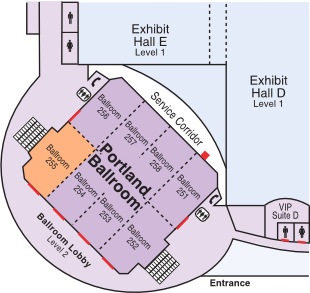 Exhibit
Hall E
Level 1
Exhibit
Hall D
Level 1
Service Corridor
Ballroom
256
Ballroom
257
Ballroom
258
Ballroom
251
Portland
Ballroom
Ballroom
255
Ballroom
254
Ballroom
253
Ballroom
252
Ballroom Lobby
Level 2
VIP
Suite D
Entrance